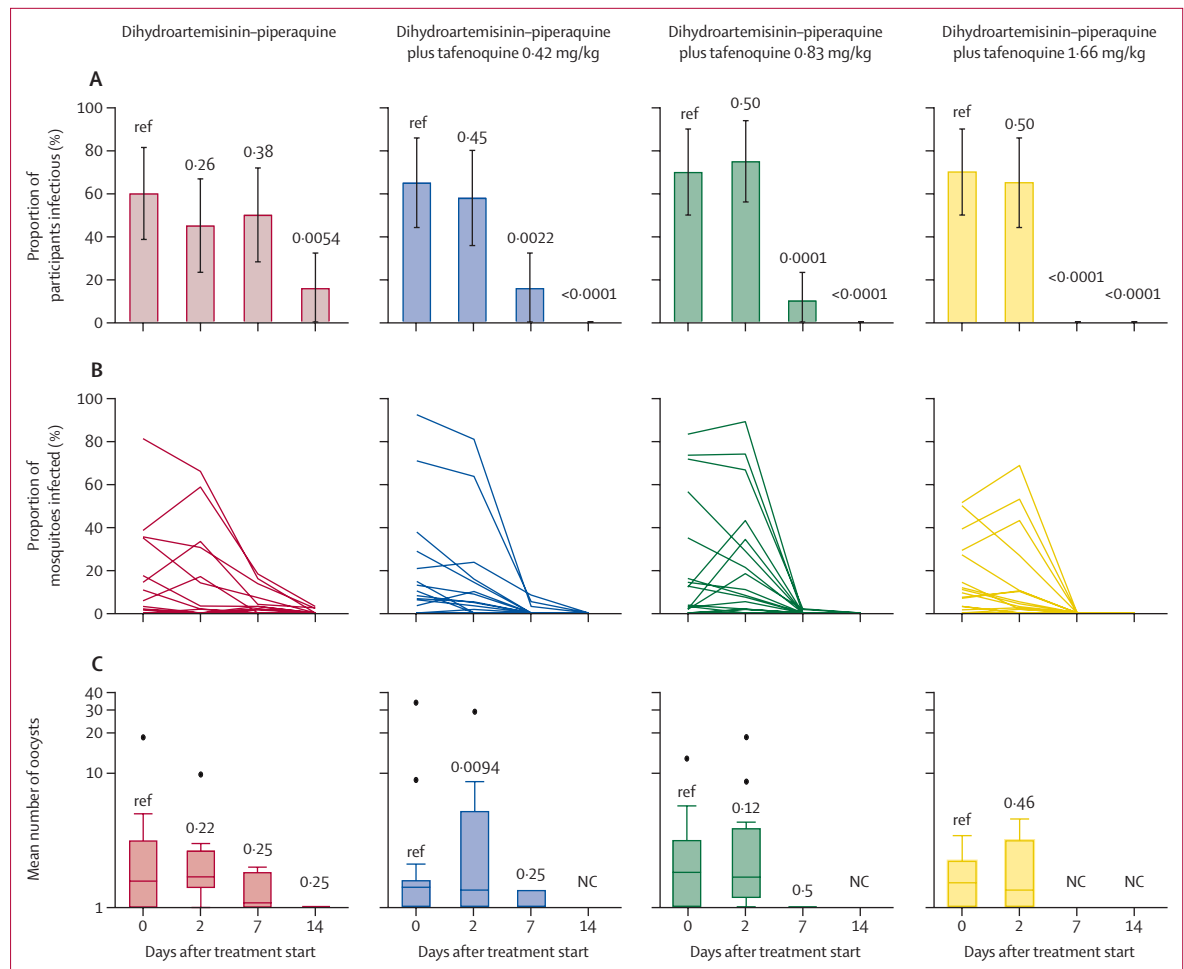 Dihydroartemisinin–piperaquine
Dihydroartemisinin–piperaquine
plus tafenoquine 0·42 mg/kg
Dihydroartemisinin–piperaquine
plus tafenoquine 0·83 mg/kg
Dihydroartemisinin–piperaquine
plus tafenoquine 1·66 mg/kg
A
Proportion of
participants infectious (%)
100
80
60
40
20
0
ref
0·26
0·38
0·0054
ref
0·45
0·0022
<0·0001
ref
0·50
0·0001
<0·0001
ref
0·50
<0·0001
<0·0001
B
Proportion of
mosquitoes infected (%)
100
80
60
40
20
0
C
Mean number of oocysts
40
30
20
10
1
ref
0·22
0·25
0·25
ref
0·0094
0·25
NC
ref
0·12
0·5
NC
ref
0·46
NC
NC
0 2 7 14
Days after treatment start
0 2 7 14
Days after treatment start
0 2 7 14
Days after treatment start
0 2 7 14
Days after treatment start